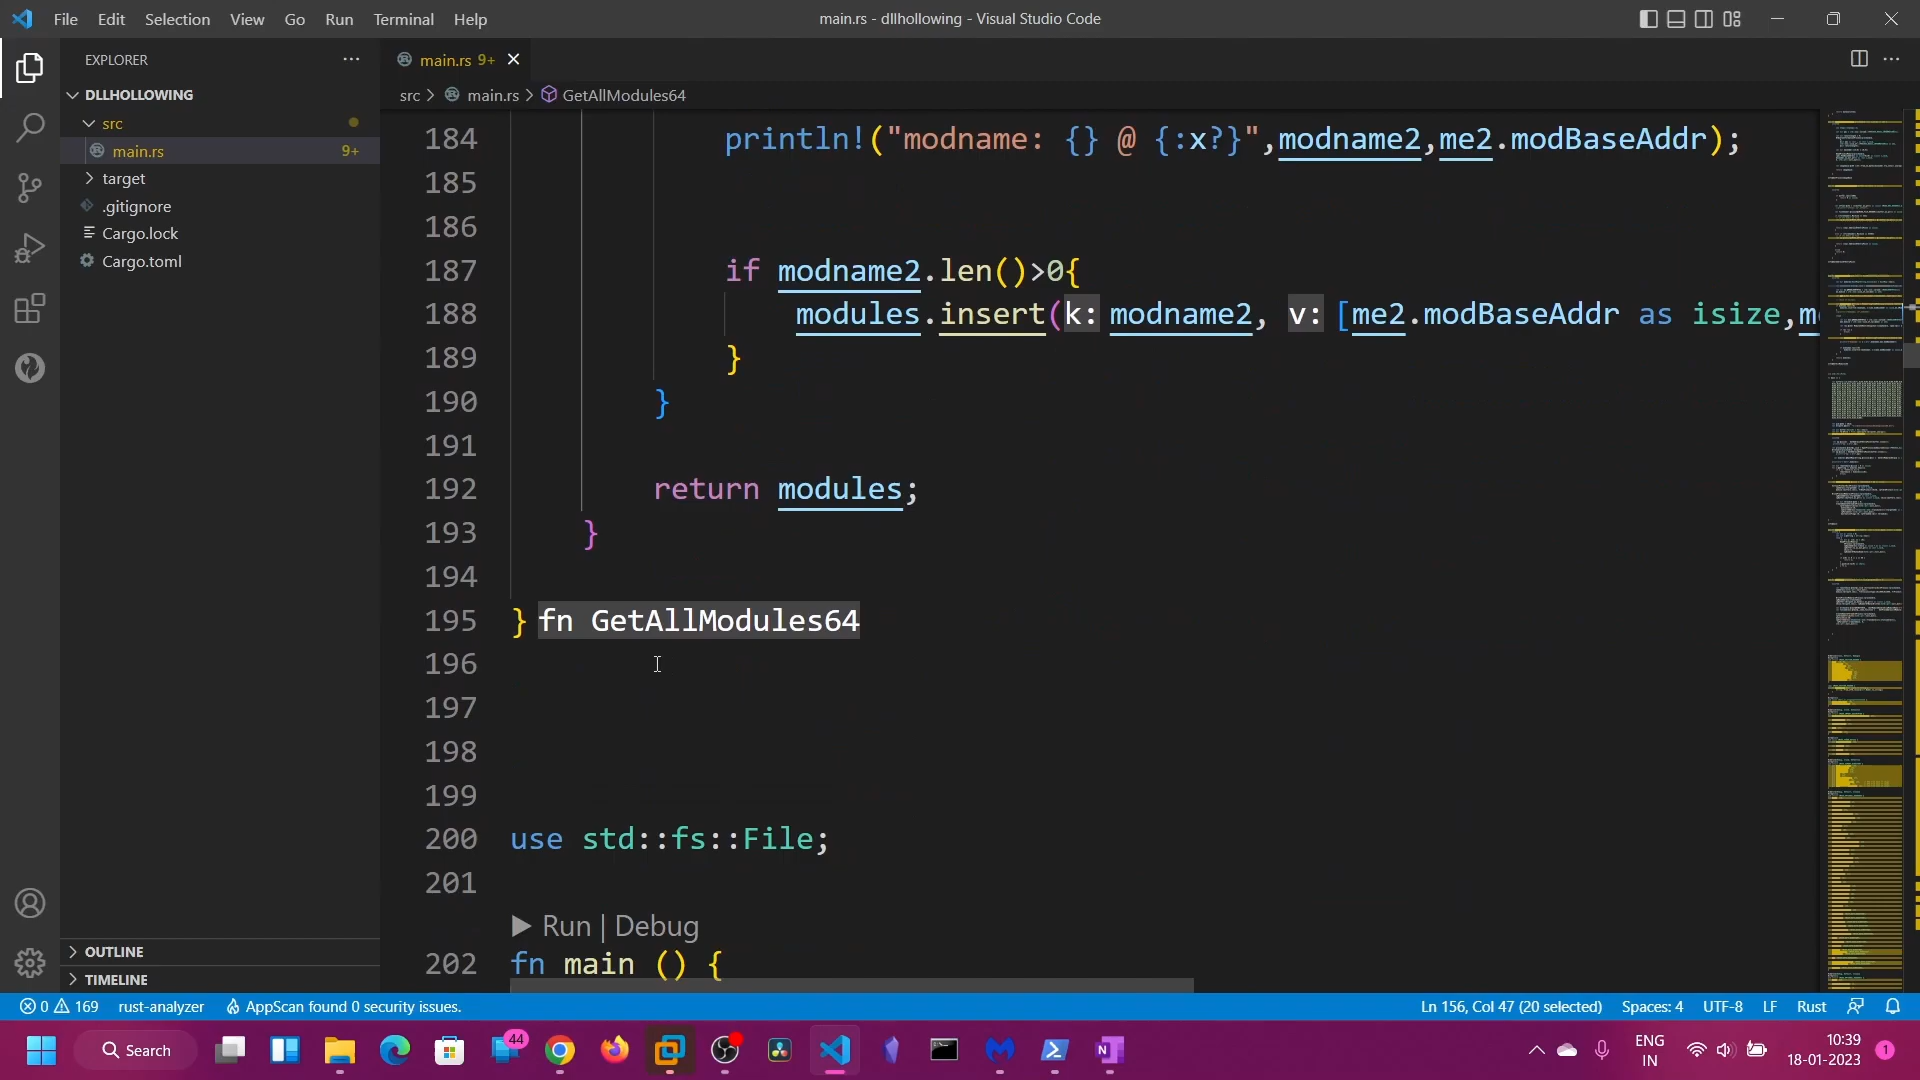 File Edit Selection View Go Run Terminal Help
main.rs - dllhollowing - Visual Studio Code
EXPLORER
DLLHOLLOWING
src
main.rs 9+
target
.gitignore
Cargo.lock
Cargo.toml
OUTLINE
TIMELINE
main.rs 9+
src > main.rs > GetAllModules64
184 println!("modname: {} @ {:x?}",modname2,me2.modBaseAddr);
185
186
187 if modname2.len()>0{
188 modules.insert(k: modname2, v: [me2.modBaseAddr as isize,m
189 }
190 }
191
192 return modules;
193 }
194
195 } fn GetAllModules64
196
197
198
199
200 use std::fs::File;
201
Run | Debug
202 fn main () {
0 169 rust-analyzer AppScan found 0 security issues.
Ln 156, Col 47 (20 selected) Spaces: 4 UTF-8 LF Rust
Search
44
ENG
IN
10:39
18-01-2023
1